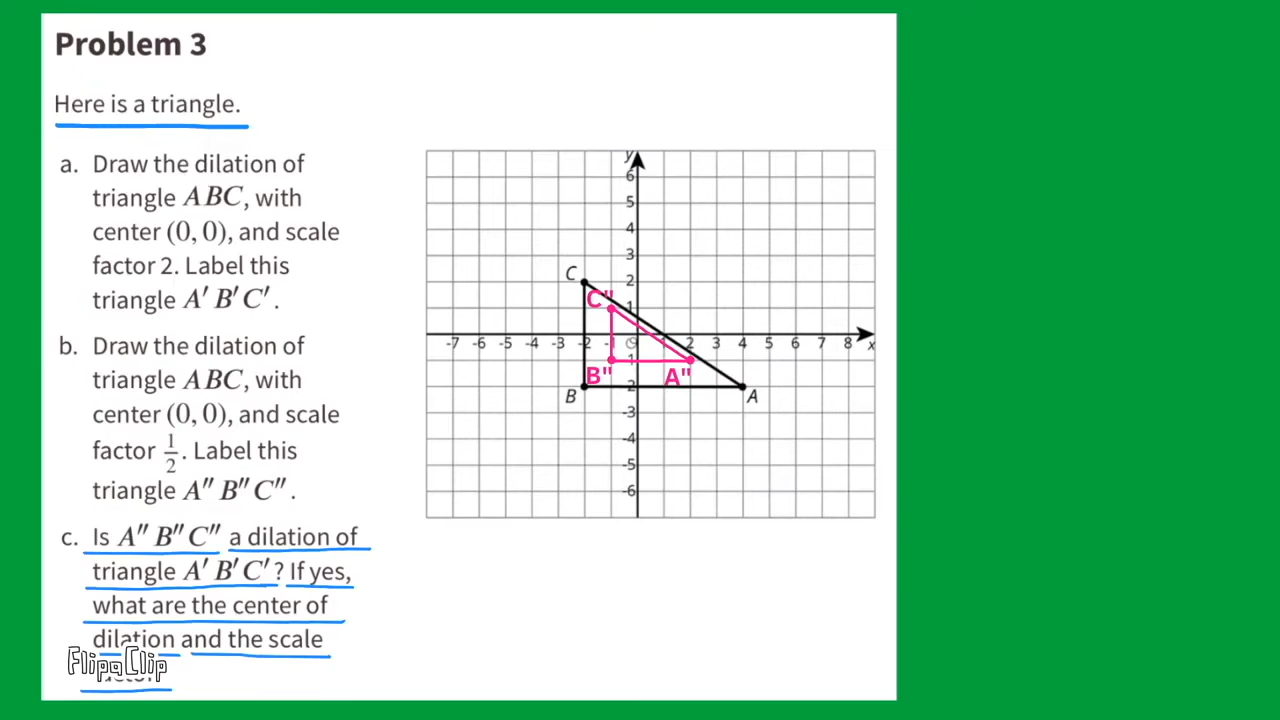 Problem 3
Here is a triangle.
a. Draw the dilation of
triangle ABC, with
center (0, 0), and scale
factor 2. Label this
triangle A′ B′ C′.
b. Draw the dilation of
triangle ABC, with
center (0, 0), and scale
factor 1/2. Label this
triangle A″ B″ C″.
c. Is A″ B″ C″ a dilation of
triangle A′ B′ C′? If yes,
what are the center of
dilation and the scale
FlipaClip
y
6
5
4
3
C 2
C" 1
-7 -6 -5 -4 -3 -2 -1 0 2 3 4 5 6 7 8 x
B" A"
B A
-3
-4
-5
-6